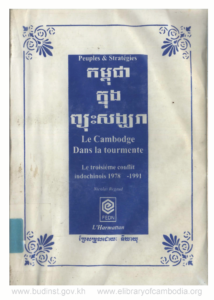 Peoples & Stratégies
កម្ពុជា
ក្នុង
ព្យុះសង្ឃរា
Le Cambodge
Dans la tourmente
Le troisième conflit
indochinois 1978 -1991
L'Harmattan
www.budinst.gov.kh www.elibraryofcambodia.org